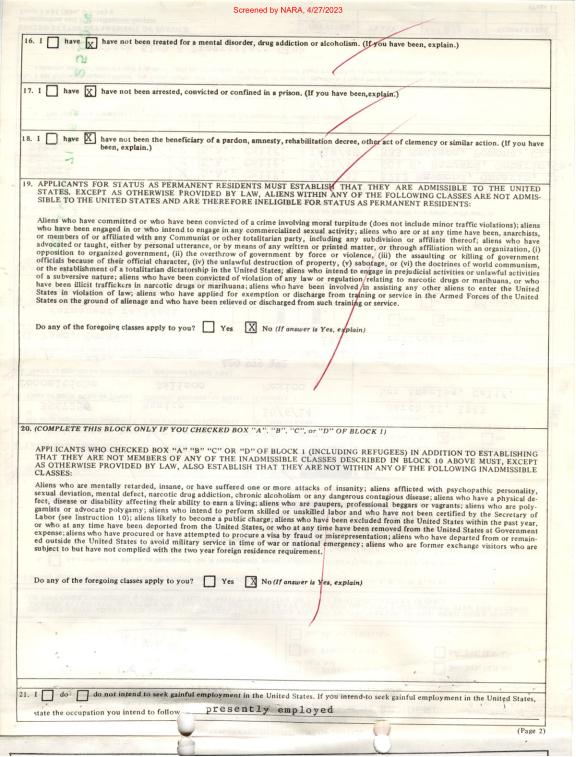 Screened by NARA, 4/27/2023
16. I have X have not been treated for a mental disorder, drug addiction or alcoholism. (If you have been, explain.)
17. I have X have not been arrested, convicted or confined in a prison. (If you have been,explain.)
18. I have X have not been the beneficiary of a pardon, amnesty, rehabilitation decree, other act of clemency or similar action. (If you have
been, explain.)
19. APPLICANTS FOR STATUS AS PERMANENT RESIDENTS MUST ESTABLISH THAT THEY ARE ADMISSIBLE TO THE UNITED
STATES. EXCEPT AS OTHERWISE PROVIDED BY LAW, ALIENS WITHIN ANY OF THE FOLLOWING CLASSES ARE NOT ADMIS-
SIBLE TO THE UNITED STATES AND ARE THEREFORE INELIGIBLE FOR STATUS AS PERMANENT RESIDENTS:
Aliens who have committed or who have been convicted of a crime involving moral turpitude (does not include minor traffic violations); aliens
who have been engaged in or who intend to engage in any commercialized sexual activity; aliens who are or at any time have been, anarchists,
or members of or affiliated with any Communist or other totalitarian party, including any subdivision or affiliate thereof; aliens who have
advocated or taught, either by personal utterance, or by means of any written or printed matter, or through affiliation with an organization, (i)
opposition to organized government, (ii) the overthrow of government by force or violence, (iii) the assaulting or killing of government
officials because of their official character, (iv) the unlawful destruction of property, (v) sabotage, or (vi) the doctrines of world communism,
or the establishment of a totalitarian dictatorship in the United States; aliens who intend to engage in prejudicial activities or unlawful activities
of a subversive nature; aliens who have been convicted of violation of any law or regulation relating to narcotic drugs or marihuana, or who
have been illicit traffickers in narcotic drugs or marihuana; aliens who have been involved in assisting any other aliens to enter the United
States in violation of law; aliens who have applied for exemption or discharge from training or service in the Armed Forces of the United
States on the ground of alienage and who have been relieved or discharged from such training or service.
Do any of the foregoing classes apply to you? Yes X No (If answer is Yes, explain)
20. (COMPLETE THIS BLOCK ONLY IF YOU CHECKED BOX "A", "B", "C", or "D" OF BLOCK 1)
APPLICANTS WHO CHECKED BOX "A" "B" "C" OR "D" OF BLOCK 1 (INCLUDING REFUGEES) IN ADDITION TO ESTABLISHING
THAT THEY ARE NOT MEMBERS OF ANY OF THE INADMISSIBLE CLASSES DESCRIBED IN BLOCK 10 ABOVE MUST, EXCEPT
AS OTHERWISE PROVIDED BY LAW, ALSO ESTABLISH THAT THEY ARE NOT WITHIN ANY OF THE FOLLOWING INADMISSIBLE
CLASSES:
Aliens who are mentally retarded, insane, or have suffered one or more attacks of insanity; aliens afflicted with psychopathic personality,
sexual deviation, mental defect, narcotic drug addiction, chronic alcoholism or any dangerous contagious disease; aliens who have a physical de-
fect, disease or disability affecting their ability to earn a living; aliens who are paupers, professional beggars or vagrants; aliens who are poly-
gamists or advocate polygamy; aliens who intend to perform skilled or unskilled labor and who have not been certified by the Secretary of
Labor (see Instruction 10); aliens likely to become a public charge; aliens who have been excluded from the United States within the past year,
or who at any time have been deported from the United States, or who at any time have been removed from the United States at Government
expense; aliens who have procured or have attempted to procure a visa by fraud or misrepresentation; aliens who have departed from or remain-
ed outside the United States to avoid military service in time of war or national emergency; aliens who are former exchange visitors who are
subject to but have not complied with the two year foreign residence requirement.
Do any of the foregoing classes apply to you? Yes X No (If answer is Yes, explain)
21. I do do not intend to seek gainful employment in the United States. If you intend to seek gainful employment in the United States,
state the occupation you intend to follow presently employed
(Page 2)